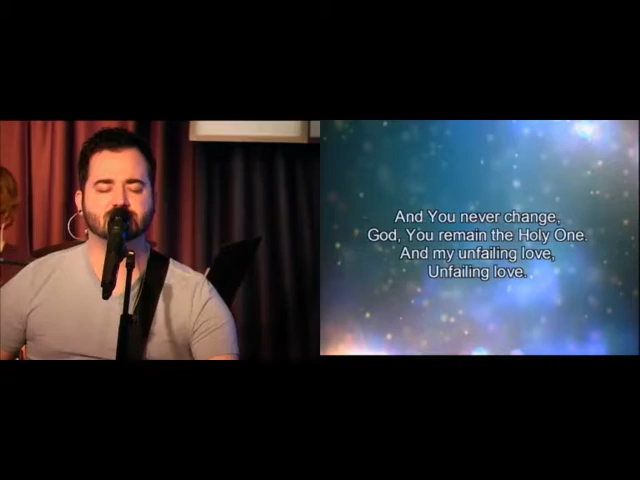 And You never change,
God, You remain the Holy One.
And my unfailing love,
Unfailing love.